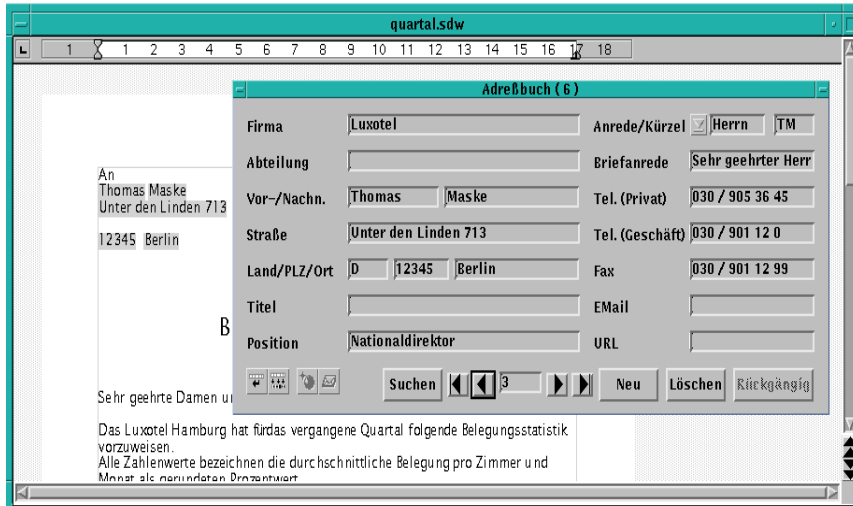 quartal.sdw
1 1 2 3 4 5 6 7 8 9 10 11 12 13 14 15 16 17 18
An
Thomas Maske
Unter den Linden 713
12345 Berlin
B
Sehr geehrte Damen u
Das Luxotel Hamburg hat fürdas vergangene Quartal folgende Belegungsstatistik
vorzuweisen.
Alle Zahlenwerte bezeichnen die durchschnittliche Belegung pro Zimmer und
Monat als gerundeten Prozentwert
Adreßbuch ( 6 )
Firma Luxotel Anrede/Kürzel Herrn TM
Abteilung Briefanrede Sehr geehrter Herr
Vor-/Nachn. Thomas Maske Tel. (Privat) 030 / 905 36 45
Straße Unter den Linden 713 Tel. (Geschäft) 030 / 901 12 0
Land/PLZ/Ort D 12345 Berlin Fax 030 / 901 12 99
Titel EMail
Position Nationaldirektor URL
Suchen 3 Neu Löschen Rückgängig